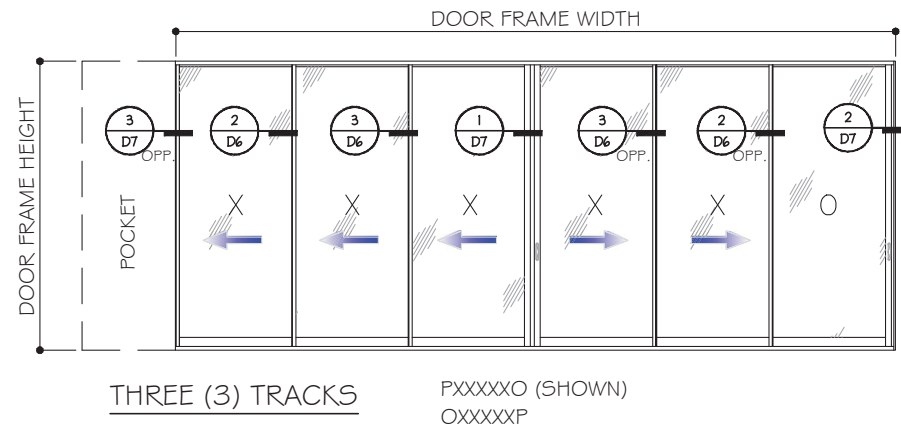 DOOR FRAME WIDTH
DOOR FRAME HEIGHT
POCKET
3
D7
OPP.
2
D6
3
D6
1
D7
3
D6
OPP.
2
D6
OPP.
2
D7
X
X
X
X
X
O
THREE (3) TRACKS
PXXXXXO (SHOWN)
OXXXXXP